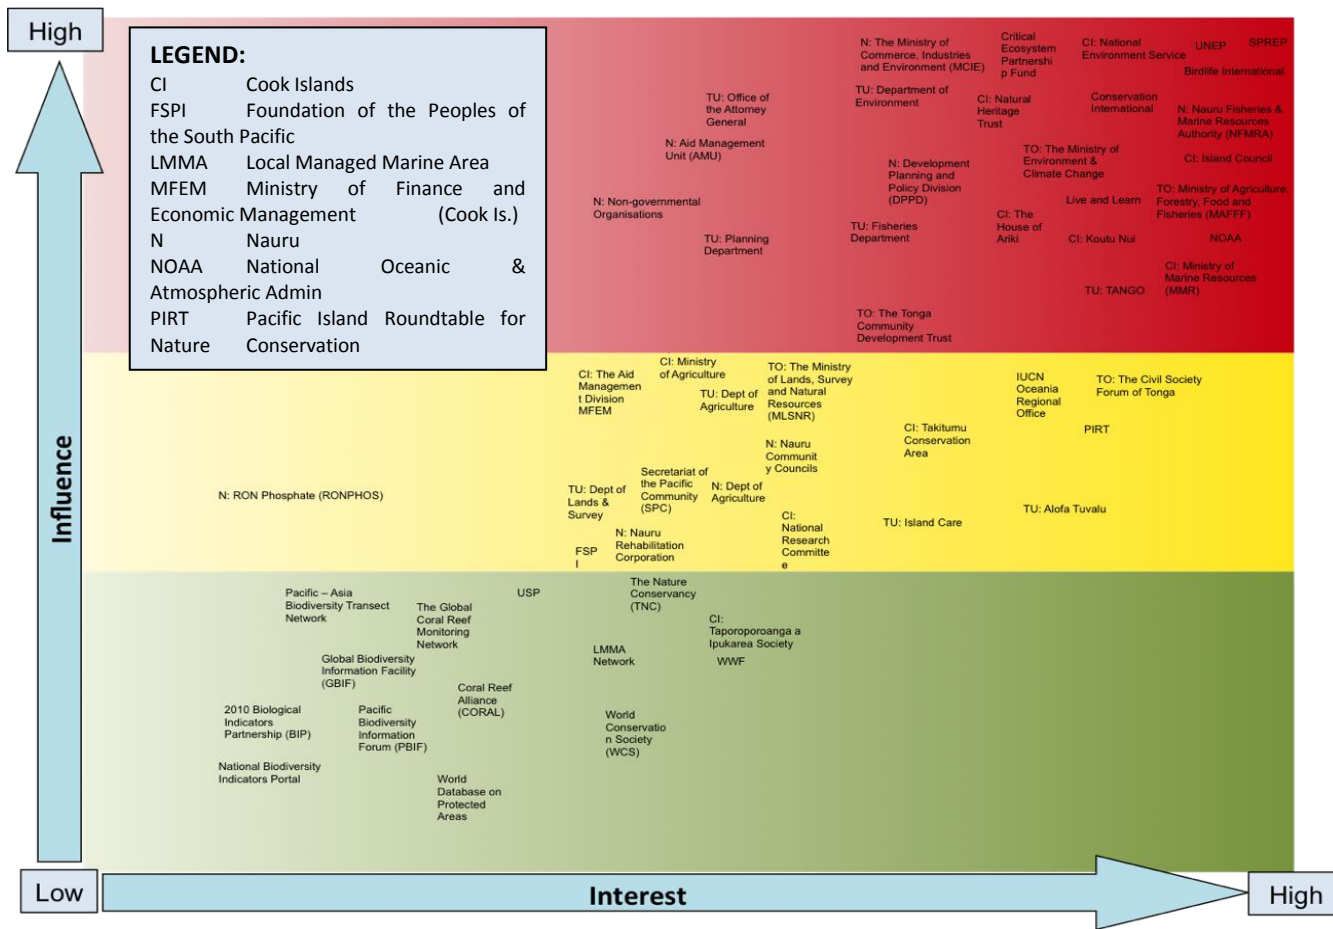 High
LEGEND:
CI Cook Islands
FSPI Foundation of the Peoples of
the South Pacific
LMMA Local Managed Marine Area
MFEM Ministry of Finance and
Economic Management (Cook Is.)
N Nauru
NOAA National Oceanic &
Atmospheric Admin
PIRT Pacific Island Roundtable for
Nature Conservation
N: The Ministry of
Commerce, Industries
and Environment (MCIE)
Critical
Ecosystem
Partnershi
p Fund
CI: National
Environment Service
UNEP
SPREP
Birdlife International
TU: Office of
the Attorney
General
TU: Department of
Environment
CI: Natural
Heritage
Trust
Conservation
International
N: Nauru Fisheries &
Marine Resources
Authority (NFMRA)
N: Aid Management
Unit (AMU)
N: Development
Planning and
Policy Division
(DPPD)
TO: The Ministry of
Environment &
Climate Change
CI: Island Council
N: Non-governmental
Organisations
Live and Learn
TO: Ministry of Agriculture,
Forestry, Food and
Fisheries (MAFFF)
TU: Planning
Department
TU: Fisheries
Department
CI: The
House of
Ariki
CI: Koutu Nui
NOAA
CI: Ministry of
Marine Resources
(MMR)
TU: TANGO
TO: The Tonga
Community
Development Trust
CI: The Aid
Managemen
t Division
MFEM
CI: Ministry
of Agriculture
TU: Dept of
Agriculture
TO: The Ministry
of Lands, Survey
and Natural
Resources
(MLSNR)
IUCN
Oceania
Regional
Office
TO: The Civil Society
Forum of Tonga
CI: Takitumu
Conservation
Area
PIRT
N: Nauru
Communit
y Councils
N: RON Phosphate (RONPHOS)
TU: Dept of
Lands &
Survey
Secretariat of
the Pacific
Community
(SPC)
N: Dept of
Agriculture
CI:
National
Research
Committe
e
TU: Island Care
TU: Alofa Tuvalu
FSP
I
N: Nauru
Rehabilitation
Corporation
Influence
Pacific – Asia
Biodiversity Transect
Network
The Global
Coral Reef
Monitoring
Network
USP
The Nature
Conservancy
(TNC)
CI:
Taporoporoanga a
Ipukarea Society
LMMA
Network
WWF
Global Biodiversity
Information Facility
(GBIF)
Coral Reef
Alliance
(CORAL)
2010 Biological
Indicators
Partnership (BIP)
Pacific
Biodiversity
Information
Forum (PBIF)
World
Conservatio
n Society
(WCS)
National Biodiversity
Indicators Portal
World
Database on
Protected
Areas
Low
Interest
High